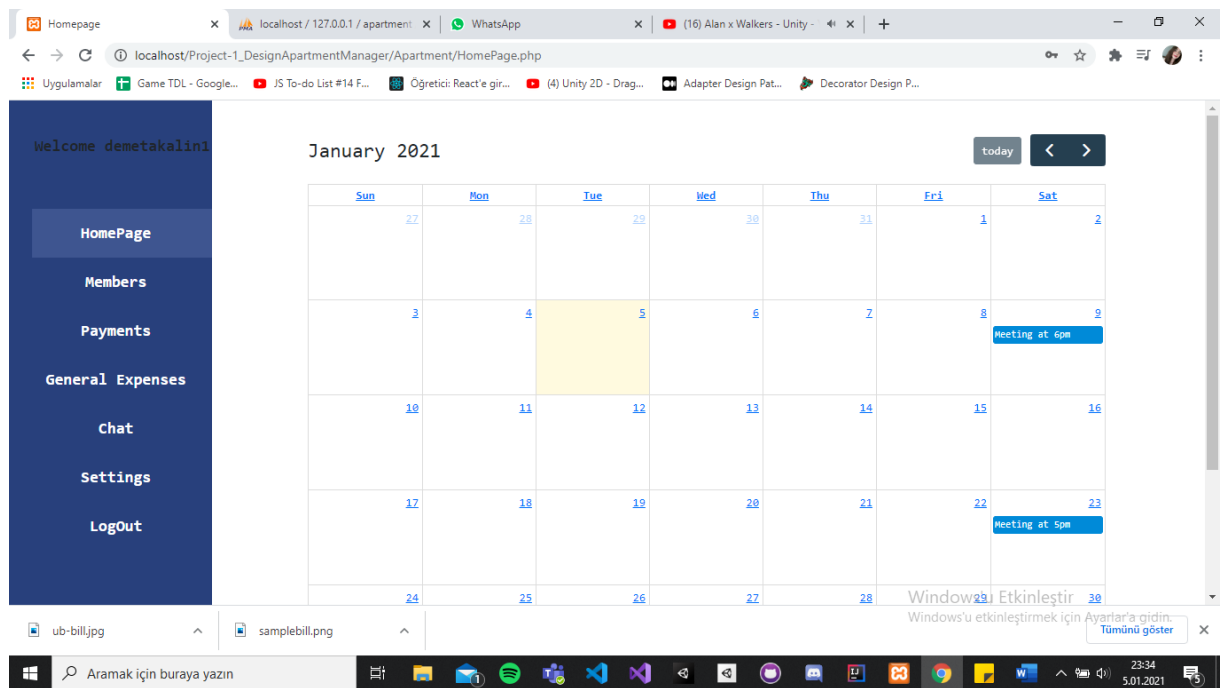 Homepage
localhost / 127.0.0.1 / apartment
WhatsApp
(16) Alan x Walkers - Unity -
localhost/Project-1_DesignApartmentManager/Apartment/HomePage.php
Uygulamalar
Game TDL - Google...
JS To-do List #14 F...
Öğretici: React'e gir...
(4) Unity 2D - Drag...
Adapter Design Pat...
Decorator Design P...
Welcome demetakalin1
HomePage
Members
Payments
General Expenses
Chat
Settings
LogOut
January 2021
today
Sun Mon Tue Wed Thu Fri Sat
27 28 29 30 31 1 2
3 4 5 6 7 8 9
Meeting at 6pm
10 11 12 13 14 15 16
17 18 19 20 21 22 23
Meeting at 5pm
24 25 26 27 28 29 30
Windows'u Etkinleştir
Windows'u etkinleştirmek için Ayarlar'a gidin.
ub-bill.jpg
samplebill.png
Tümünü göster
Aramak için buraya yazın
1
23:34
5.01.2021
5